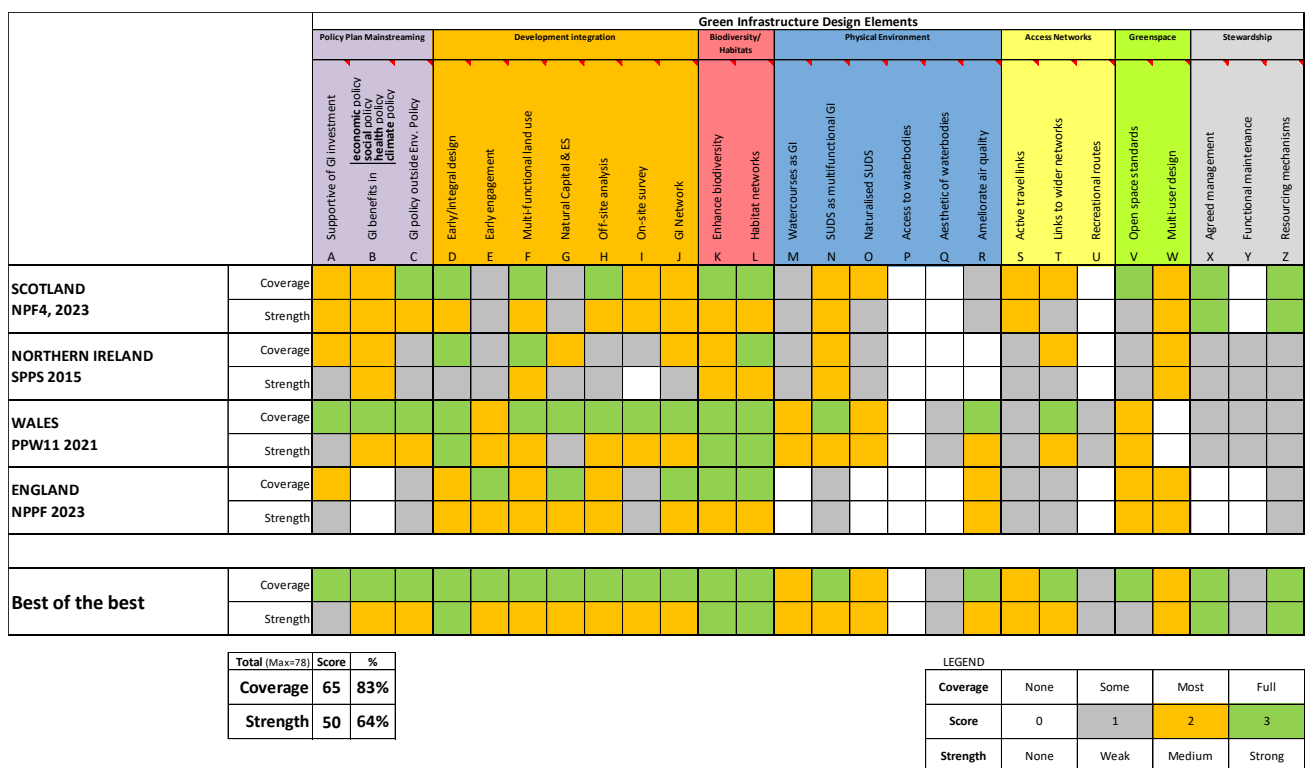 Green Infrastructure Design Elements
Policy Plan Mainstreaming Development integration Biodiversity/ Habitats Physical Environment Access Networks Greenspace Stewardship
Supportive of GI investment
GI benefits in economic policy social policy health policy climate policy
GI policy outside Env. Policy
Early/integral design
Early engagement
Multi-functional land use
Natural Capital & ES
Off-site analysis
On-site survey
GI Network
Enhance biodiversity
Habitat networks
Watercourses as GI
SUDS as multifunctional GI
Naturalised SUDS
Access to waterbodies
Aesthetic of waterbodies
Ameliorate air quality
Active travel links
Links to wider networks
Recreational routes
Open space standards
Multi-user design
Agreed management
Functional maintenance
Resourcing mechanisms
A B C D E F G H I J K L M N O P Q R S T U V W X Y Z
SCOTLAND
NPF4, 2023
Coverage
Strength
NORTHERN IRELAND
SPPS 2015
Coverage
Strength
WALES
PPW11 2021
Coverage
Strength
ENGLAND
NPPF 2023
Coverage
Strength
Best of the best
Coverage
Strength
Total (Max=78) Score %
Coverage 65 83%
Strength 50 64%
LEGEND
Coverage None Some Most Full
Score 0 1 2 3
Strength None Weak Medium Strong